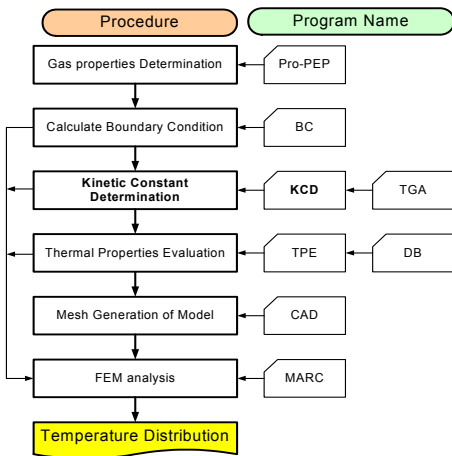 Procedure
Program Name
Gas properties Determination
Pro-PEP
Calculate Boundary Condition
BC
Kinetic Constant
Determination
KCD
TGA
Thermal Properties Evaluation
TPE
DB
Mesh Generation of Model
CAD
FEM analysis
MARC
Temperature Distribution